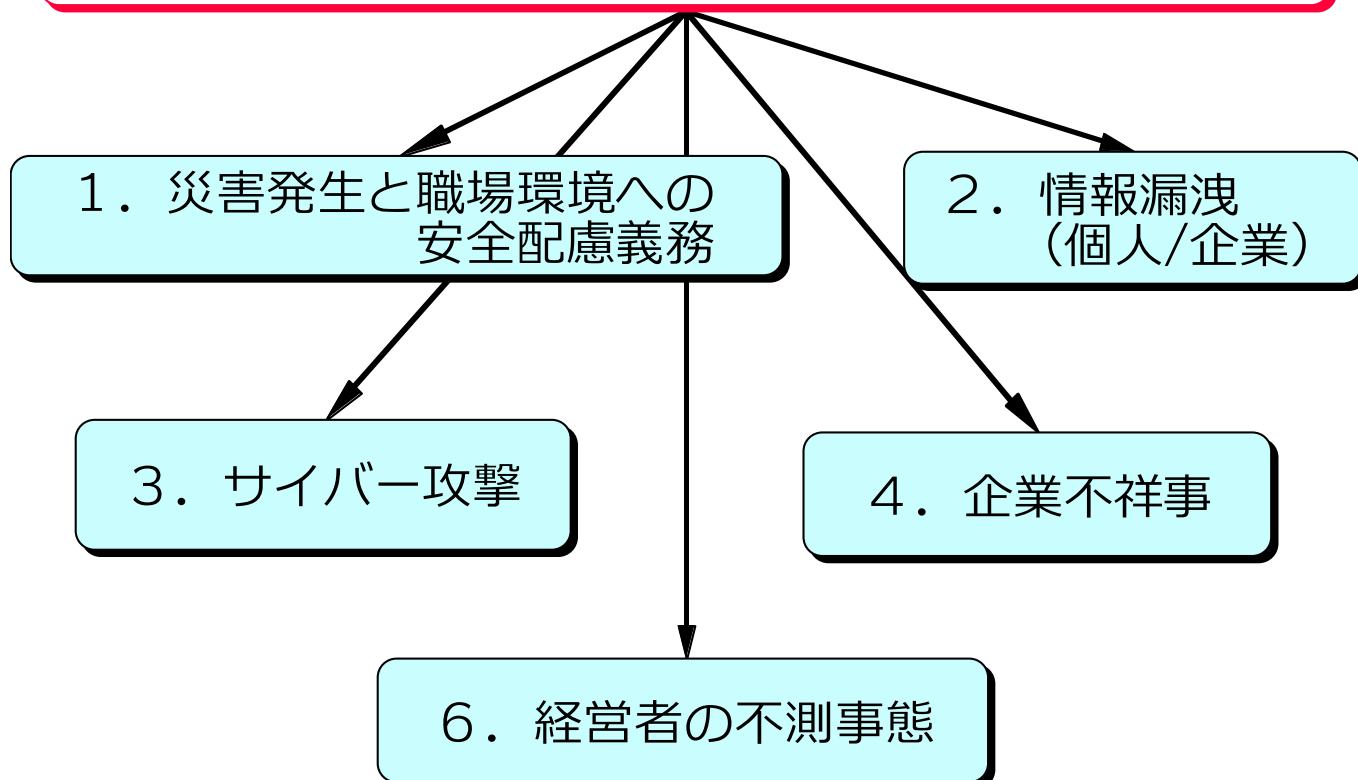 １．災害発生と職場環境への
安全配慮義務
２．情報漏洩
（個人/企業）
３．サイバー攻撃
４．企業不祥事
６．経営者の不測事態